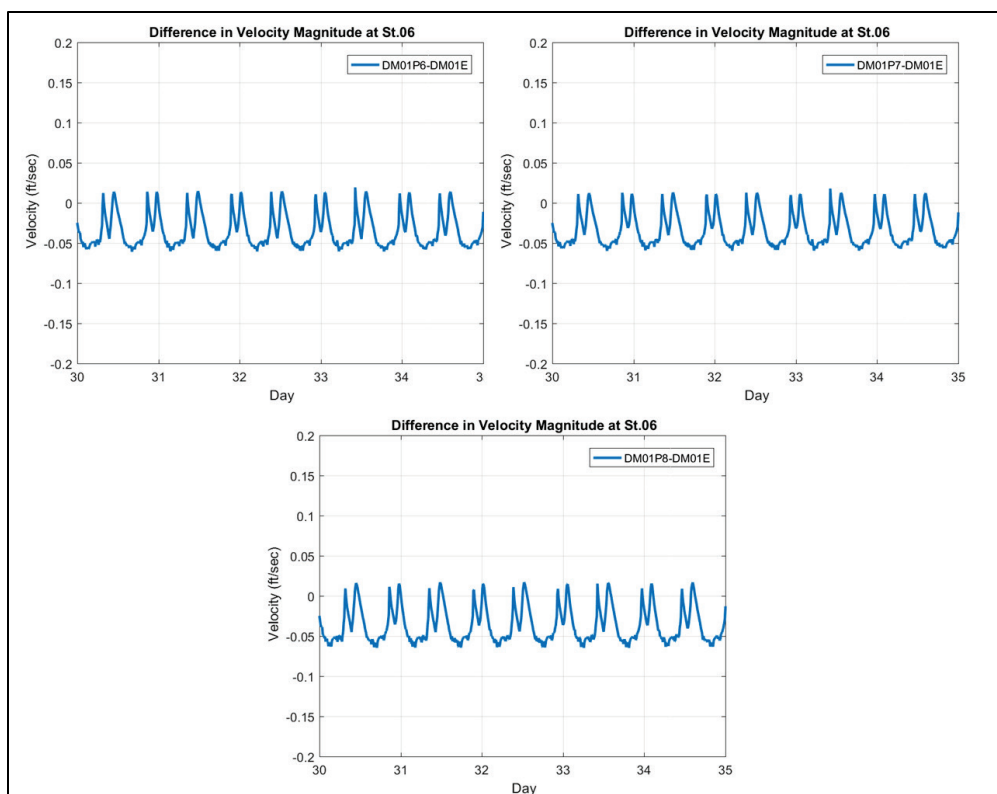 Difference in Velocity Magnitude at St.06
DM01P6-DM01E
0.2
0.15
0.1
0.05
0
-0.05
-0.1
-0.15
-0.2
Velocity (ft/sec)
30 31 32 33 34 3
Day
Difference in Velocity Magnitude at St.06
DM01P7-DM01E
0.2
0.15
0.1
0.05
0
-0.05
-0.1
-0.15
-0.2
Velocity (ft/sec)
30 31 32 33 34 35
Day
Difference in Velocity Magnitude at St.06
DM01P8-DM01E
0.2
0.15
0.1
0.05
0
-0.05
-0.1
-0.15
-0.2
Velocity (ft/sec)
30 31 32 33 34 35
Day